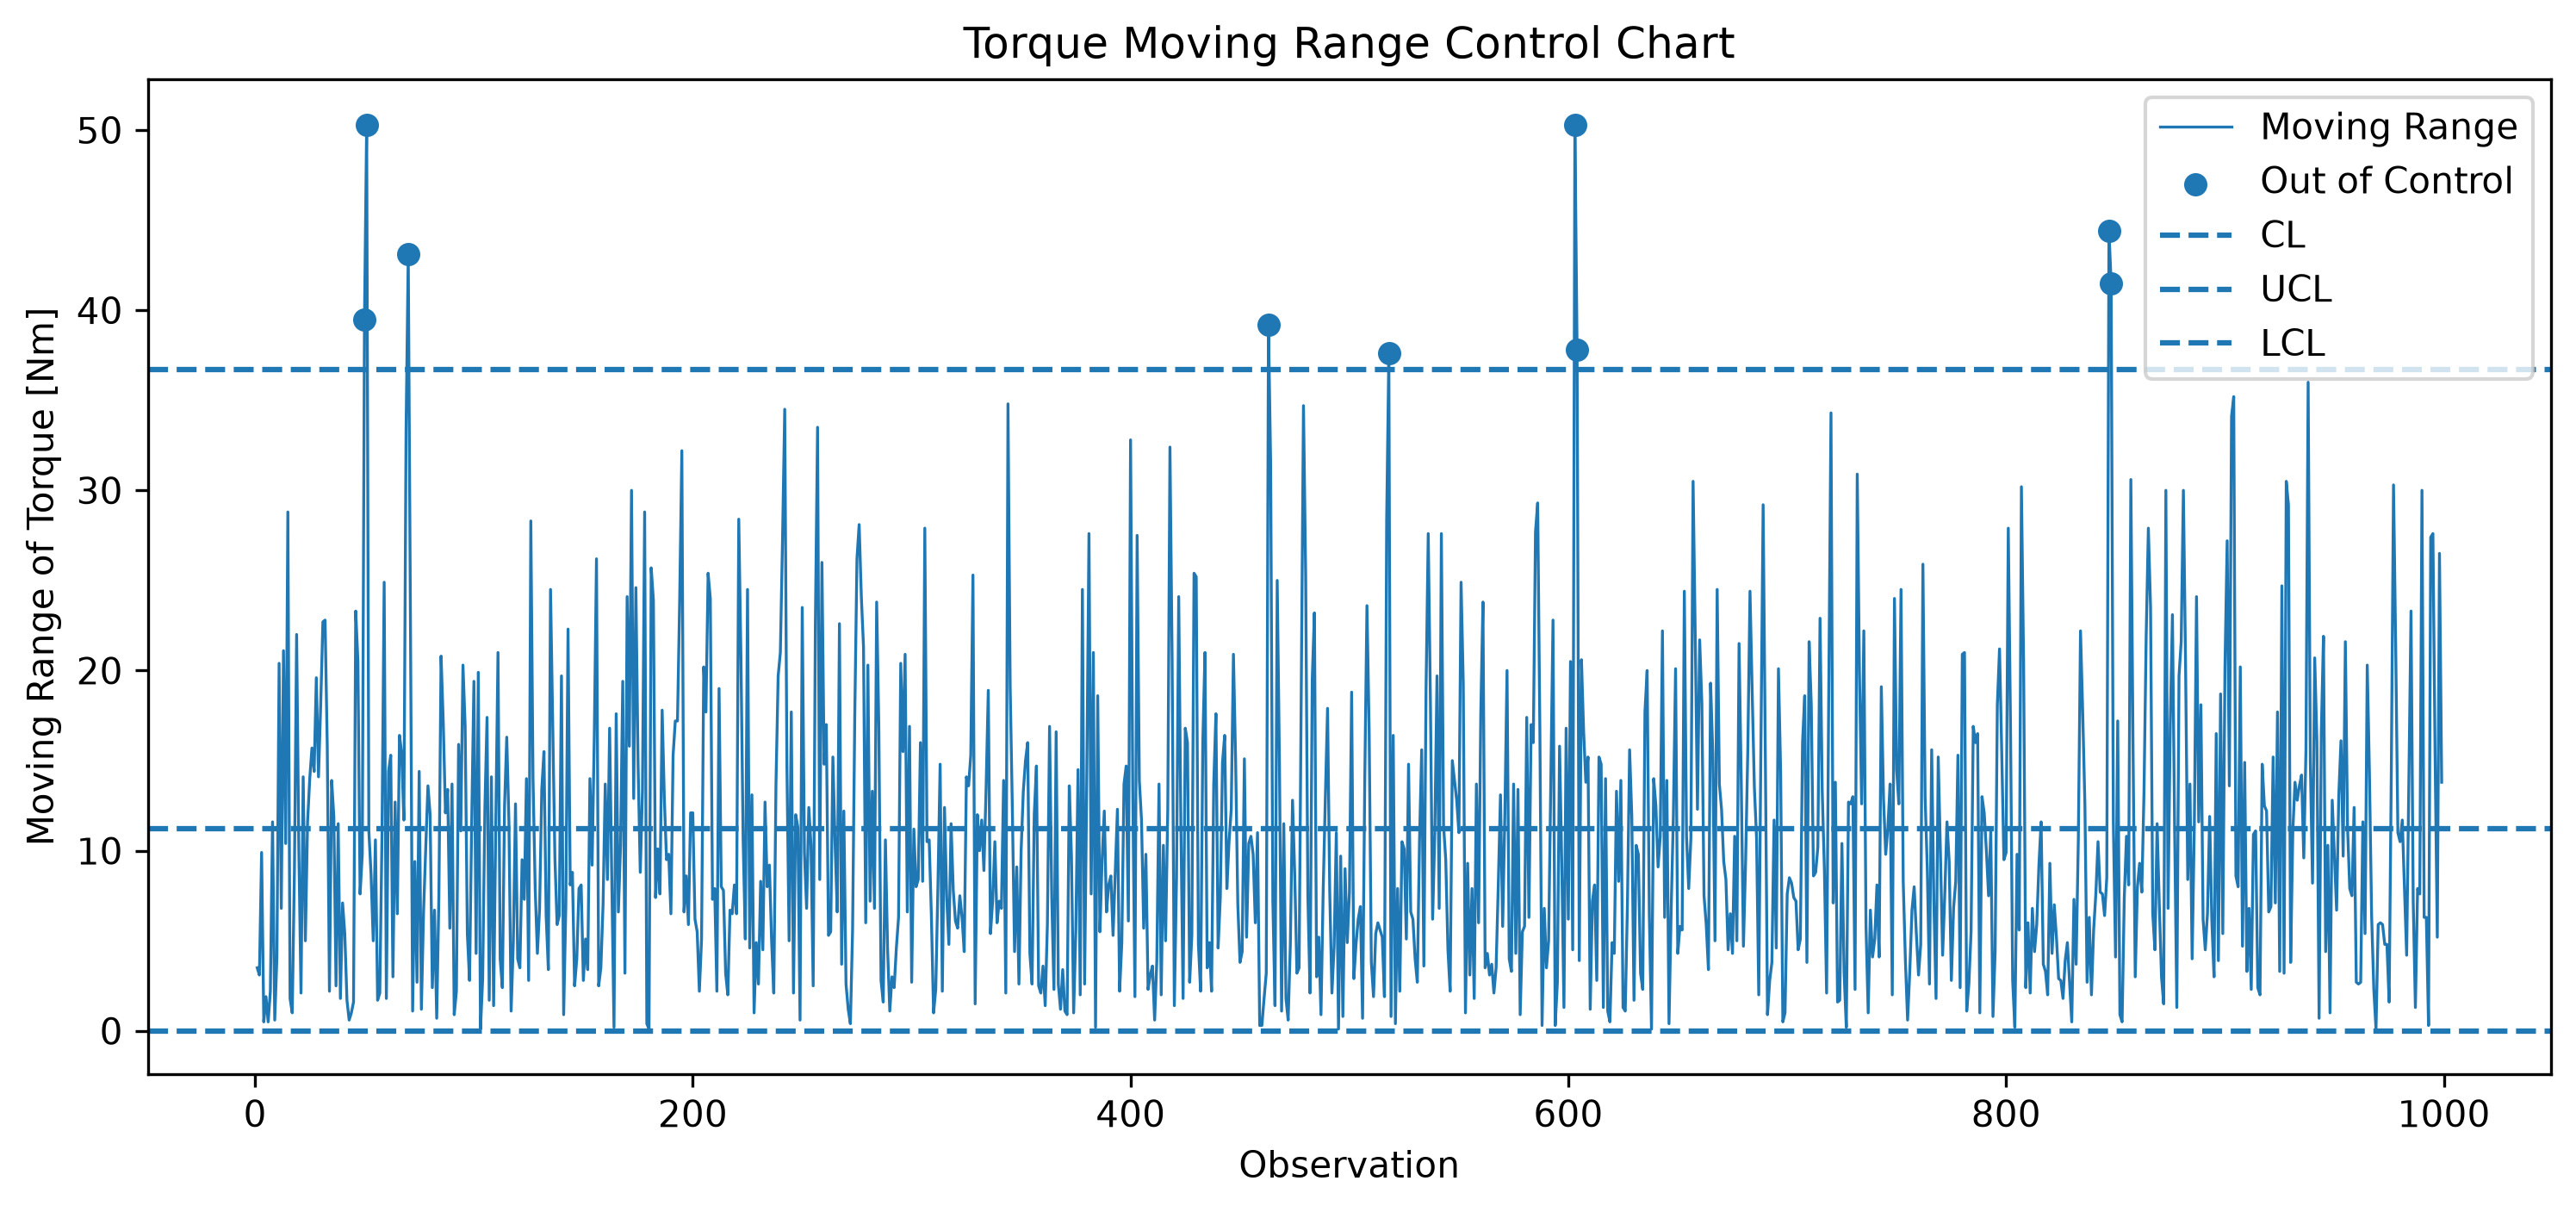 Torque Moving Range Control Chart
Moving Range of Torque [Nm]
50
40
30
20
10
0
Moving Range
Out of Control
CL
UCL
LCL
0 200 400 600 800 1000
Observation